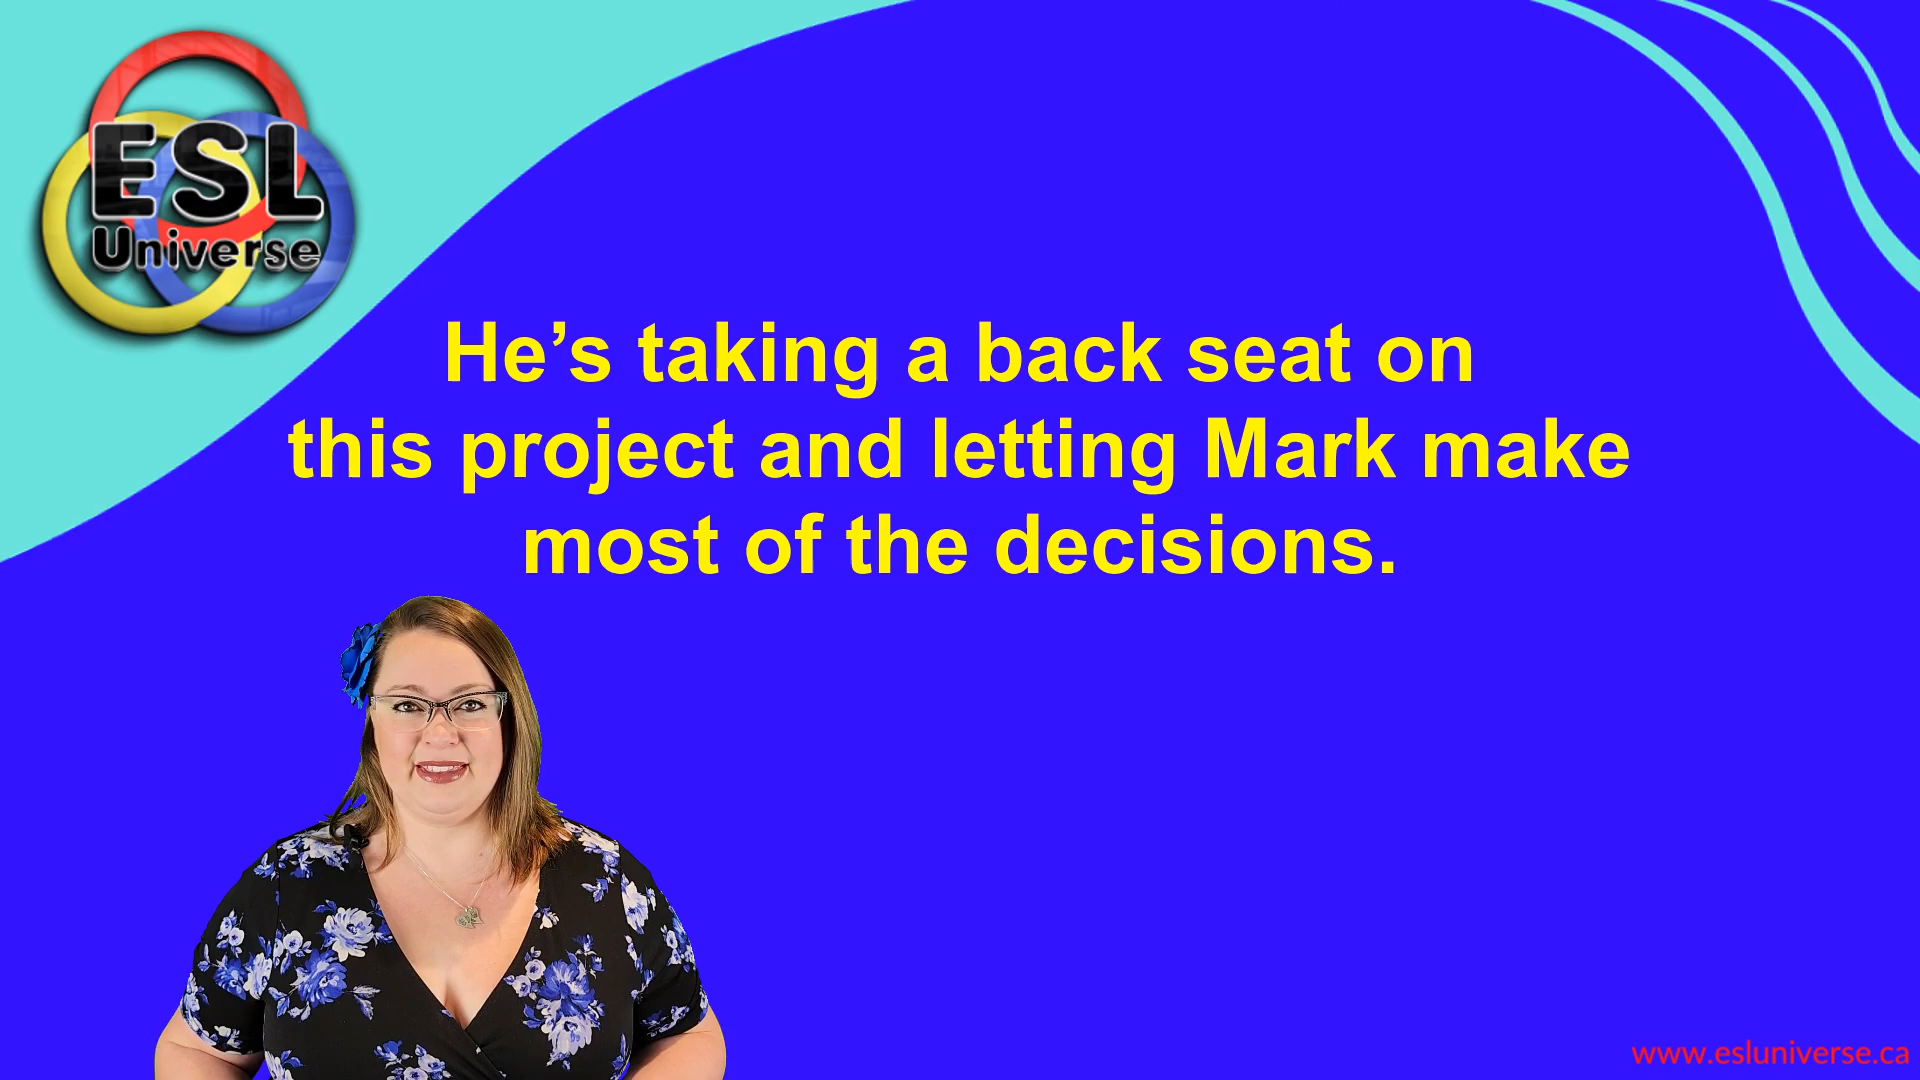 ESL
Universe
He’s taking a back seat on
this project and letting Mark make
most of the decisions.
www.esluniverse.ca